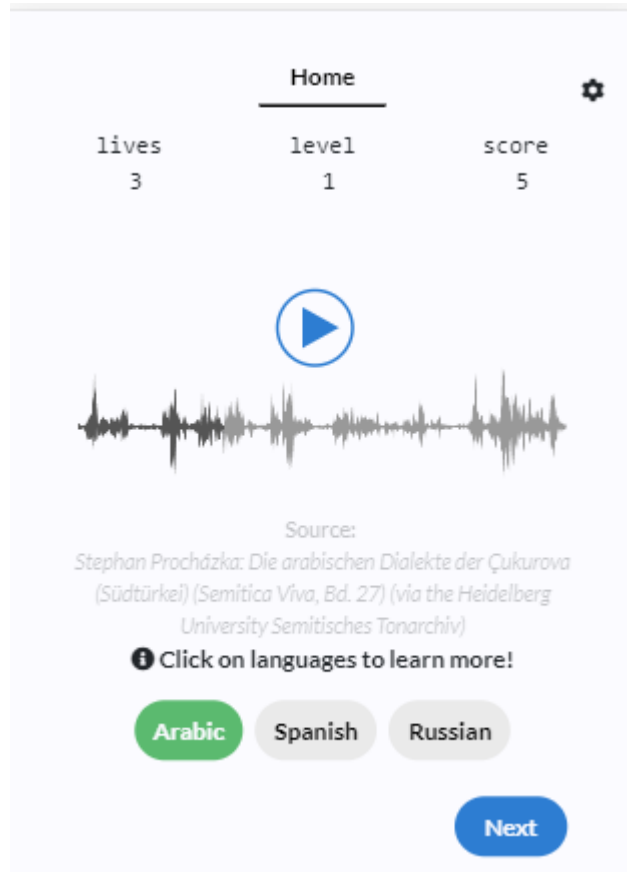 Home
lives level score
3 1 5
Source:
Stephan Procházka: Die arabischen Dialekte der Çukurova
(Südtürkei) (Semitica Viva, Bd. 27) (via the Heidelberg
University Semitisches Tonarchiv)
Click on languages to learn more!
Arabic Spanish Russian
Next